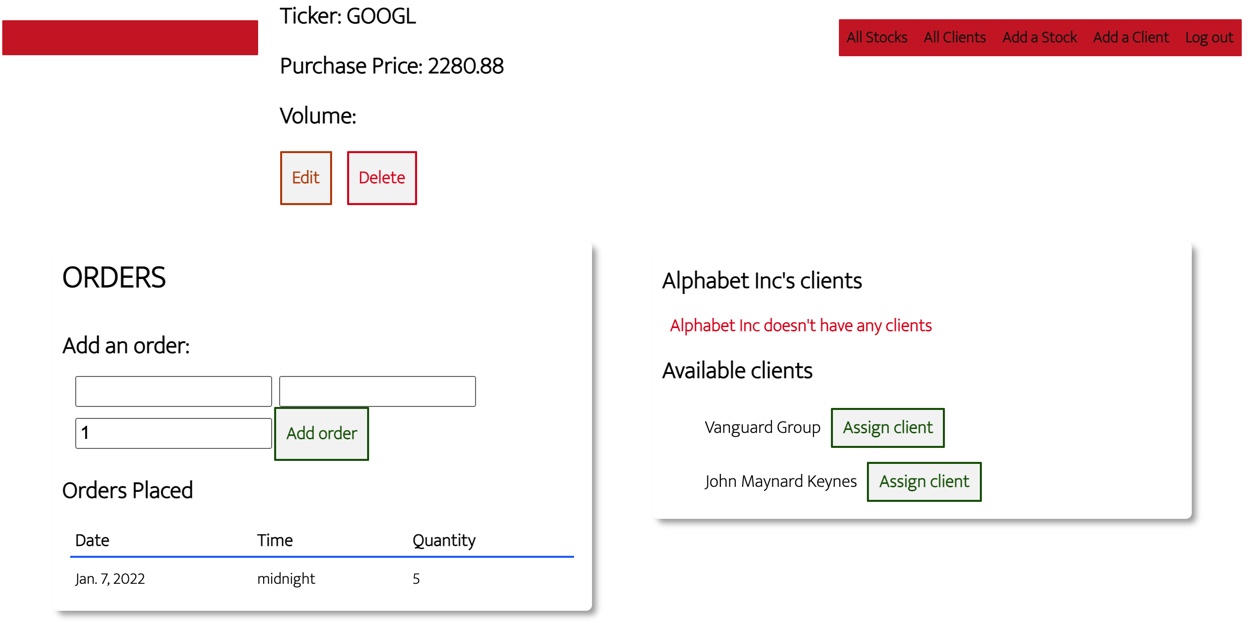 Ticker: GOOGL
All Stocks All Clients Add a Stock Add a Client Log out
Purchase Price: 2280.88
Volume:
Edit Delete
ORDERS
Add an order:
1 Add order
Orders Placed
Date Time Quantity
Jan. 7, 2022 midnight 5
Alphabet Inc's clients
Alphabet Inc doesn't have any clients
Available clients
Vanguard Group Assign client
John Maynard Keynes Assign client